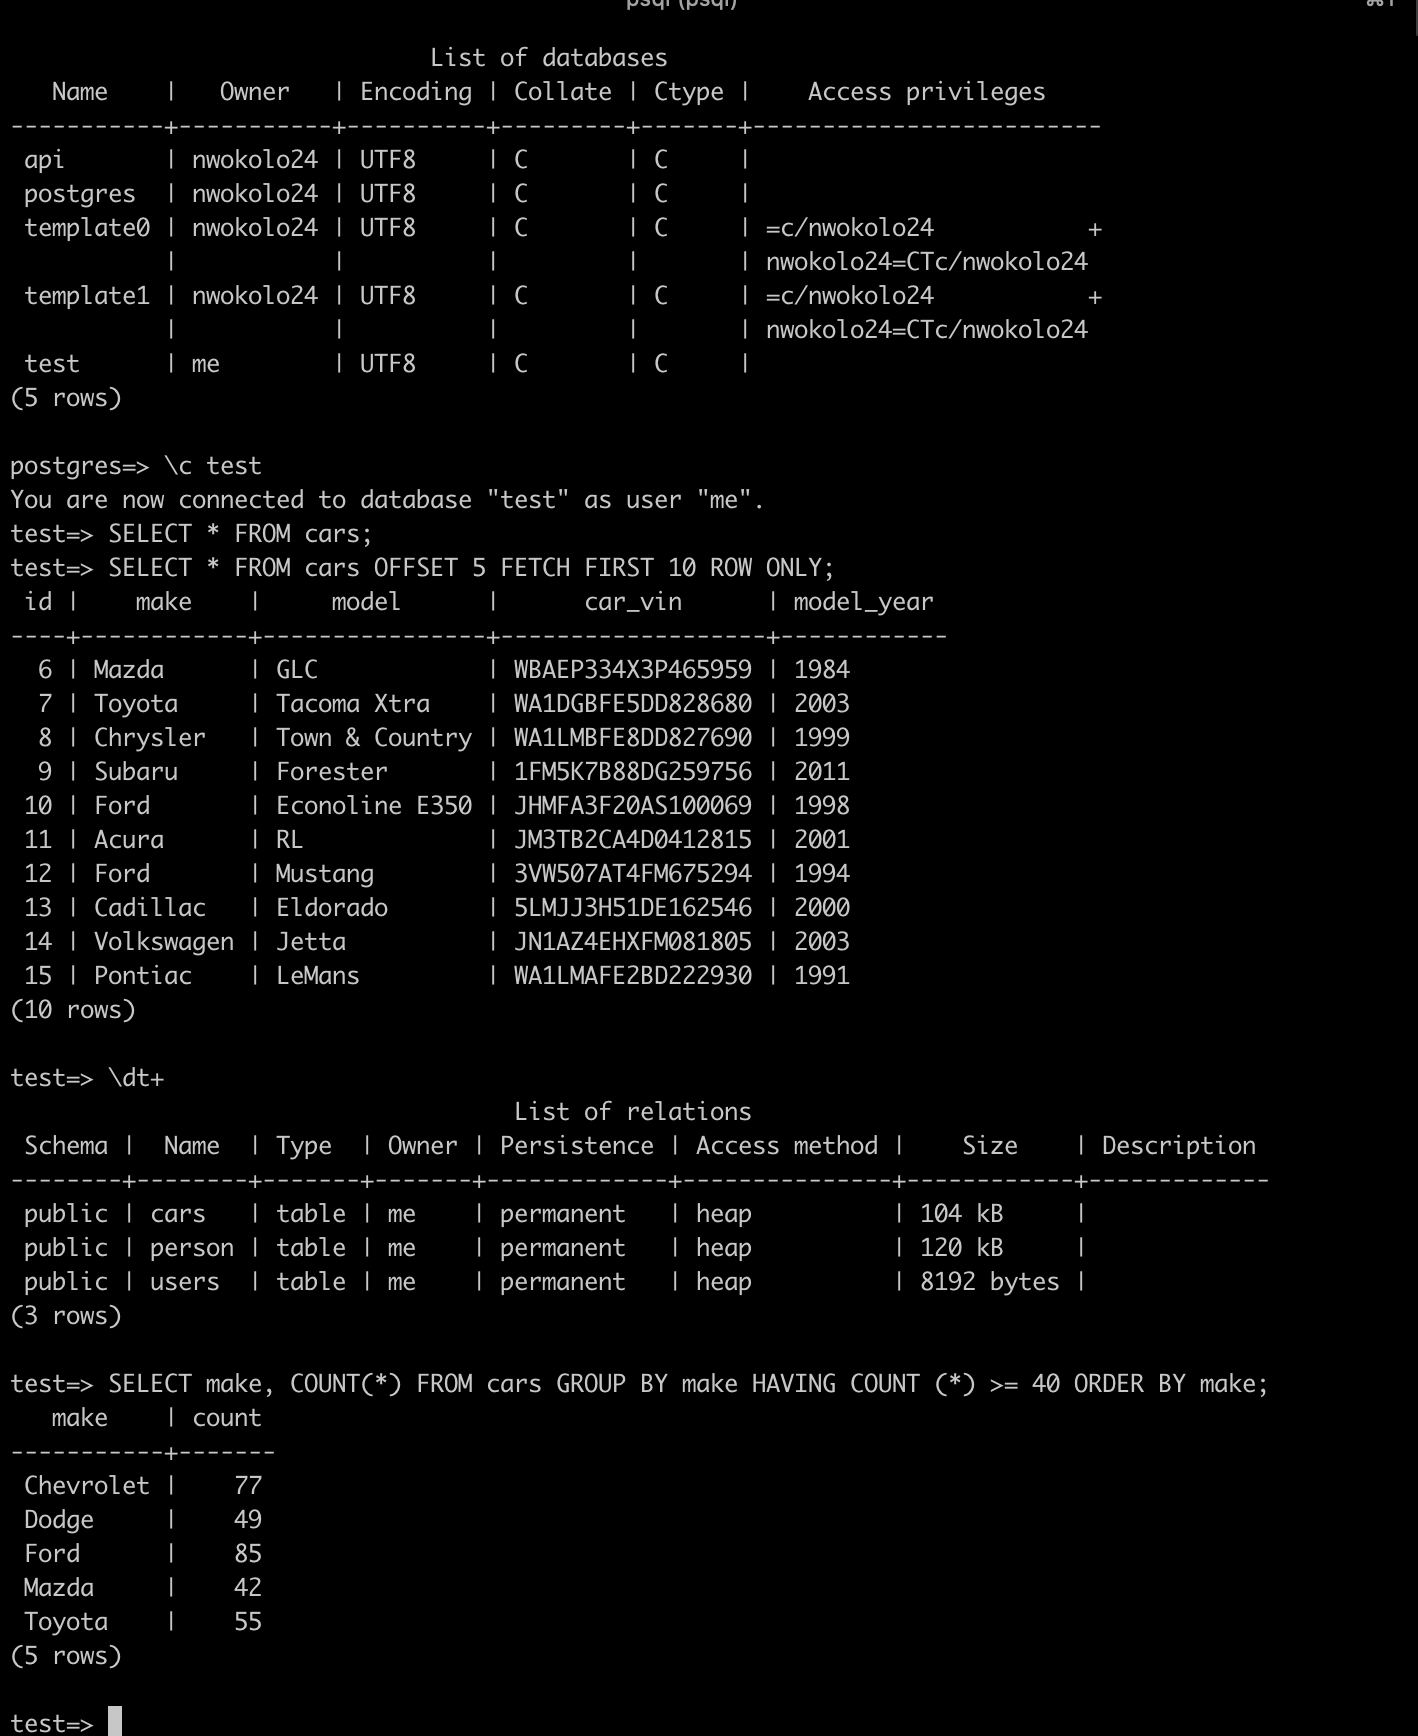 psql (psql)
⌘1
                              List of databases
   Name    |   Owner   | Encoding | Collate | Ctype |    Access privileges
-----------+-----------+----------+---------+-------+-------------------------
 api       | nwokolo24 | UTF8     | C       | C     |
 postgres  | nwokolo24 | UTF8     | C       | C     |
 template0 | nwokolo24 | UTF8     | C       | C     | =c/nwokolo24           +
           |           |          |         |       | nwokolo24=CTc/nwokolo24
 template1 | nwokolo24 | UTF8     | C       | C     | =c/nwokolo24           +
           |           |          |         |       | nwokolo24=CTc/nwokolo24
 test      | me        | UTF8     | C       | C     |
(5 rows)

postgres=> \c test
You are now connected to database "test" as user "me".
test=> SELECT * FROM cars;
test=> SELECT * FROM cars OFFSET 5 FETCH FIRST 10 ROW ONLY;
 id |    make    |     model      |      car_vin      | model_year
----+------------+----------------+-------------------+------------
  6 | Mazda      | GLC            | WBAEP334X3P465959 | 1984
  7 | Toyota     | Tacoma Xtra    | WA1DGBFE5DD828680 | 2003
  8 | Chrysler   | Town & Country | WA1LMBFE8DD827690 | 1999
  9 | Subaru     | Forester       | 1FM5K7B88DG259756 | 2011
 10 | Ford       | Econoline E350 | JHMFA3F20AS100069 | 1998
 11 | Acura      | RL             | JM3TB2CA4D0412815 | 2001
 12 | Ford       | Mustang        | 3VW507AT4FM675294 | 1994
 13 | Cadillac   | Eldorado       | 5LMJJ3H51DE162546 | 2000
 14 | Volkswagen | Jetta          | JN1AZ4EHXFM081805 | 2003
 15 | Pontiac    | LeMans         | WA1LMAFE2BD222930 | 1991
(10 rows)

test=> \dt+
                                    List of relations
 Schema |  Name  | Type  | Owner | Persistence | Access method |    Size    | Description
--------+--------+-------+-------+-------------+---------------+------------+-------------
 public | cars   | table | me    | permanent   | heap          | 104 kB     |
 public | person | table | me    | permanent   | heap          | 120 kB     |
 public | users  | table | me    | permanent   | heap          | 8192 bytes |
(3 rows)

test=> SELECT make, COUNT(*) FROM cars GROUP BY make HAVING COUNT (*) >= 40 ORDER BY make;
   make    | count
-----------+-------
 Chevrolet |    77
 Dodge     |    49
 Ford      |    85
 Mazda     |    42
 Toyota    |    55
(5 rows)

test=>